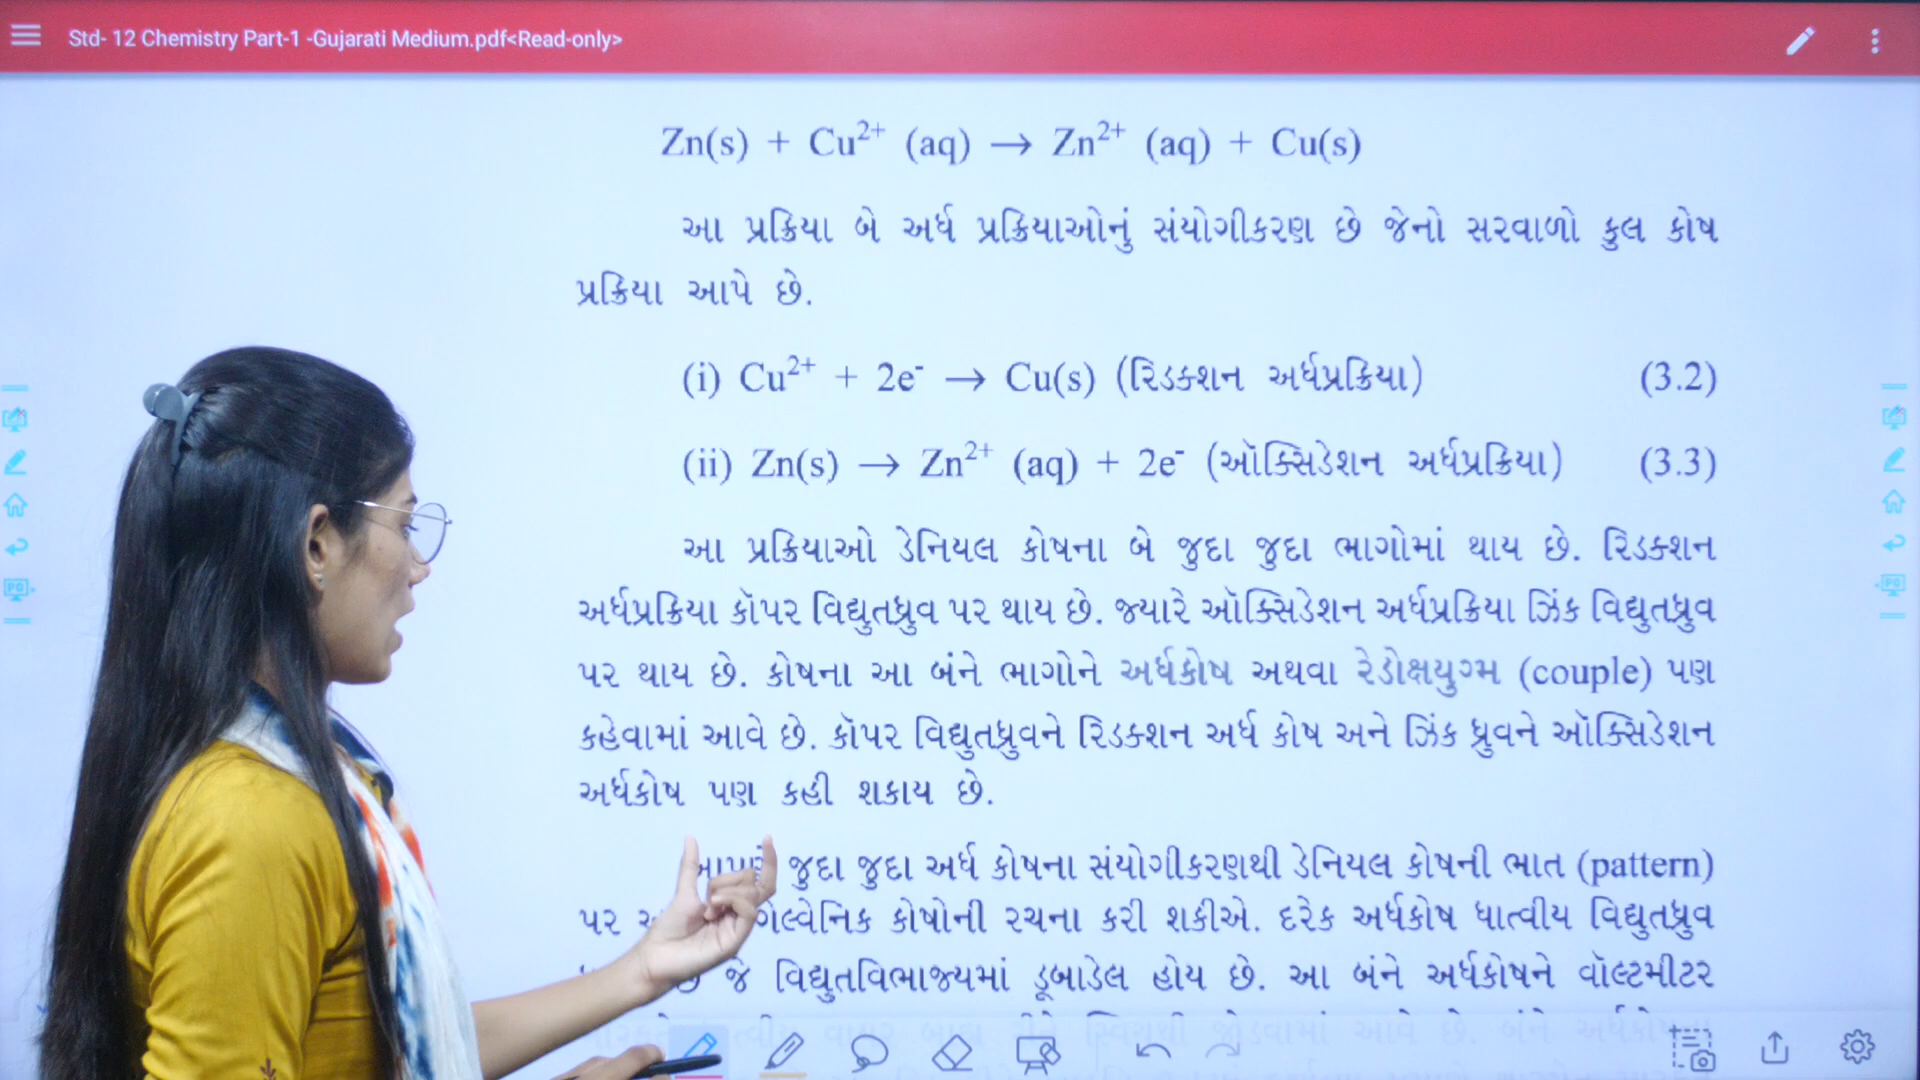 Std- 12 Chemistry Part-1 -Gujarati Medium.pdf<Read-only>
Zn(s) + Cu²⁺ (aq) → Zn²⁺ (aq) + Cu(s)
આ પ્રક્રિયા બે અર્ધ પ્રક્રિયાઓનું સંયોગીકરણ છે જેનો સરવાળો કુલ કોષ
પ્રક્રિયા આપે છે.
(i) Cu²⁺ + 2e⁻ → Cu(s) (રિડક્શન અર્ધપ્રક્રિયા) (3.2)
(ii) Zn(s) → Zn²⁺ (aq) + 2e⁻ (ઑક્સિડેશન અર્ધપ્રક્રિયા) (3.3)
આ પ્રક્રિયાઓ ડેનિયલ કોષના બે જુદા જુદા ભાગોમાં થાય છે. રિડક્શન
અર્ધપ્રક્રિયા કૉપર વિદ્યુતધ્રુવ પર થાય છે. જ્યારે ઑક્સિડેશન અર્ધપ્રક્રિયા ઝિંક વિદ્યુતધ્રુવ
પર થાય છે. કોષના આ બંને ભાગોને અર્ધકોષ અથવા રેડોક્ષયુગ્મ (couple) પણ
કહેવામાં આવે છે. કૉપર વિદ્યુતધ્રુવને રિડક્શન અર્ધ કોષ અને ઝિંક ધ્રુવને ઑક્સિડેશન
અર્ધકોષ પણ કહી શકાય છે.
જુદા જુદા અર્ધ કોષના સંયોગીકરણથી ડેનિયલ કોષની ભાત (pattern)
પર ગેલ્વેનિક કોષોની રચના કરી શકીએ. દરેક અર્ધકોષ ધાત્વીય વિદ્યુતધ્રુવ
જે વિદ્યુતવિભાજ્યમાં ડૂબાડેલ હોય છે. આ બંને અર્ધકોષને વૉલ્ટમીટર